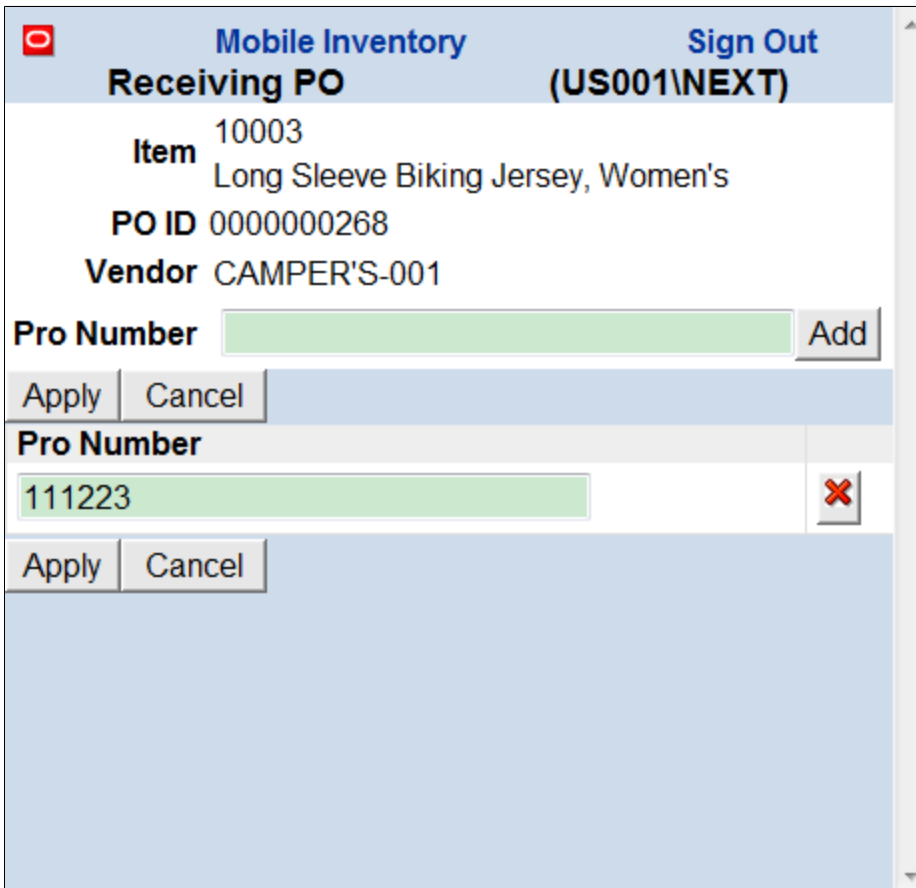 Mobile Inventory Sign Out
Receiving PO (US001\NEXT)
Item 10003
Long Sleeve Biking Jersey, Women's
PO ID 0000000268
Vendor CAMPER'S-001
Pro Number Add
Apply Cancel
Pro Number
111223
Apply Cancel